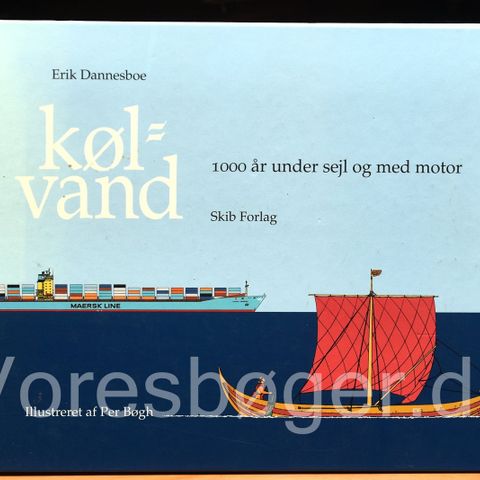 Erik Dannesboe
køl=
vand
1000 år under sejl og med motor
Skib Forlag
MAERSK LINE
Voresbøger.d
Illustreret af Per Bøgh